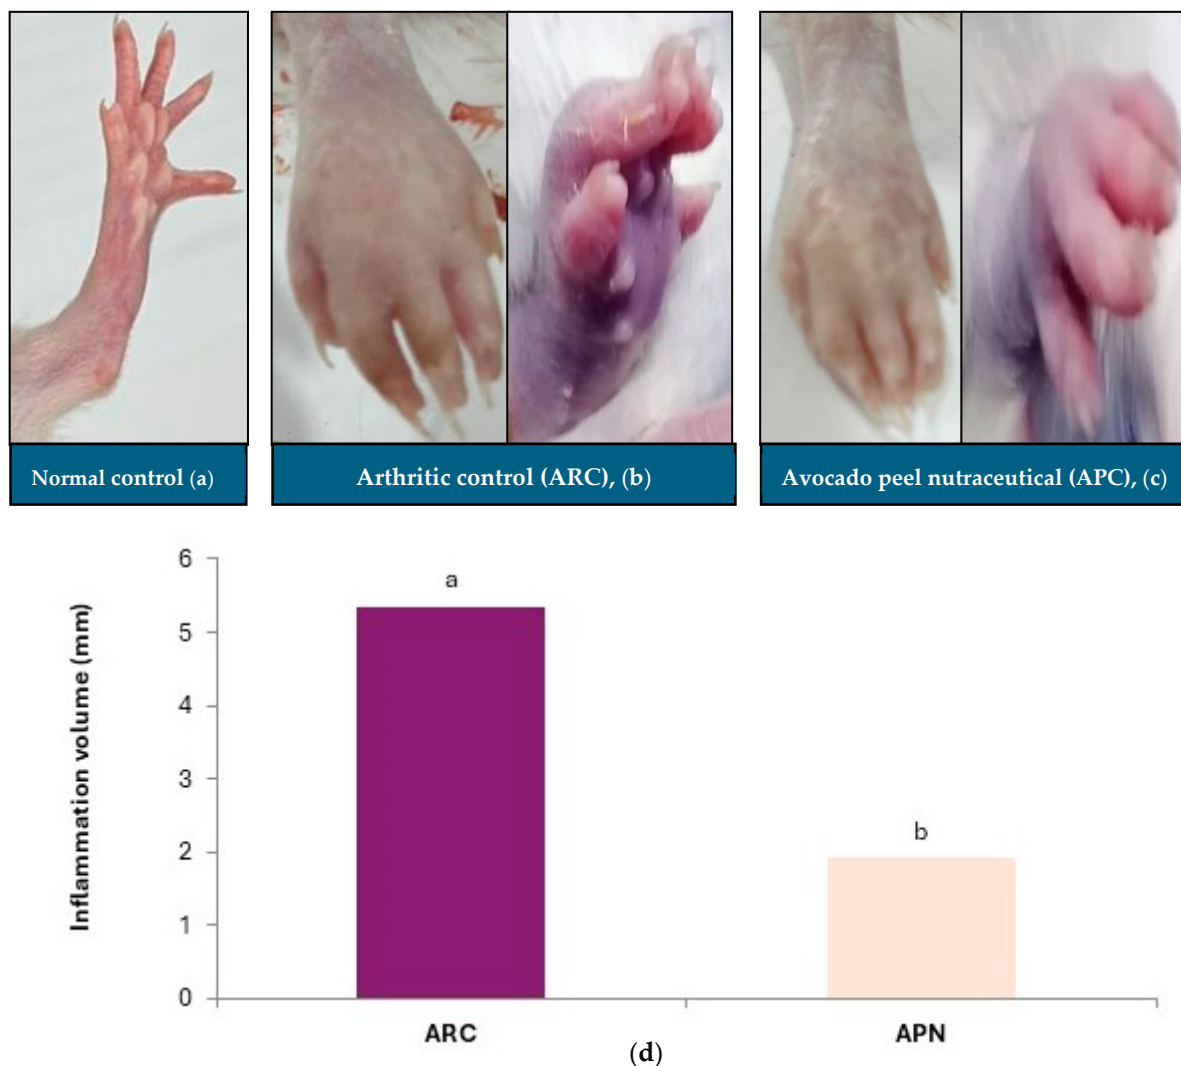 Normal control (a)
Arthritic control (ARC), (b)
Avocado peel nutraceutical (APC), (c)
6
5
4
3
2
1
0
Inflammation volume (mm)
a
b
ARC
APN
(d)